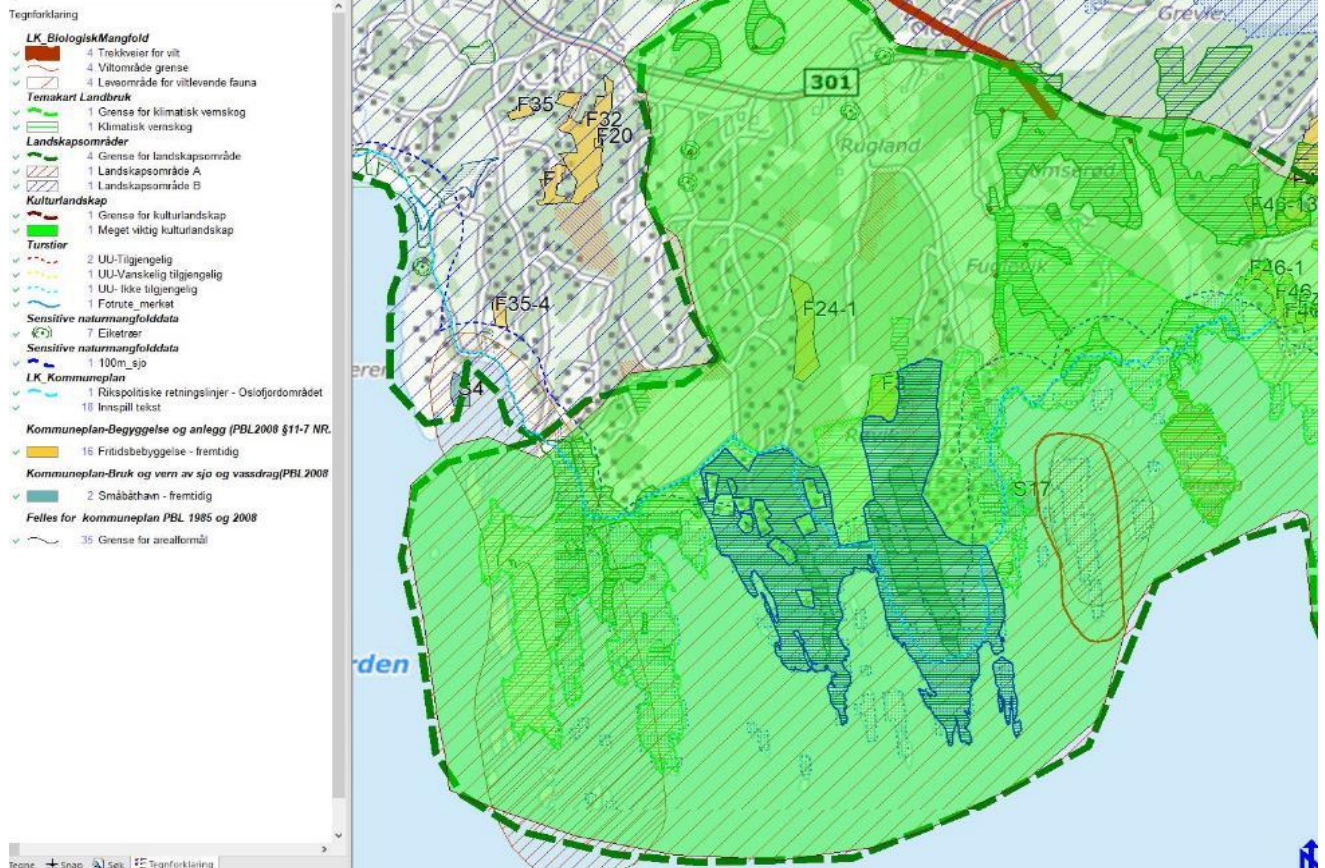 Tegnforklaring
LK_BiologiskMangfold
4 Trekkveier for vilt
4 Viltområde grense
4 Leveområde for viltlevende fauna
Temakart Landbruk
1 Grense for klimatisk vernskog
1 Klimatisk vernskog
Landskapsområder
4 Grense for landskapsområde
1 Landskapsområde A
1 Landskapsområde B
Kulturlandskap
1 Grense for kulturlandskap
1 Meget viktig kulturlandskap
Turstier
2 UU-Tilgjengelig
1 UU-Vanskelig tilgjengelig
1 UU- Ikke tilgjengelig
1 Fotrute_merket
Sensitive naturmangfolddata
7 Eiketrær
Sensitive naturmangfolddata
1 100m_sjo
LK_Kommuneplan
1 Rikspolitiske retningslinjer - Oslofjordområdet
18 Innspill tekst
Kommuneplan-Begyggelse og anlegg (PBL2008 §11-7 NR.
16 Fritidsbebyggelse - fremtidig
Kommuneplan-Bruk og vern av sjo og vassdrag(PBL2008
2 Småbåthavn - fremtidig
Felles for kommuneplan PBL 1985 og 2008
35 Grense for arealformål
Tegne Snap Søk Tegnforklaring
Grevle
301
F35
F32
F20
Rugland
Gømserød
F46-13
Fuglevik
F46-1
F35-4
F24-1
S4
S17
rden
N